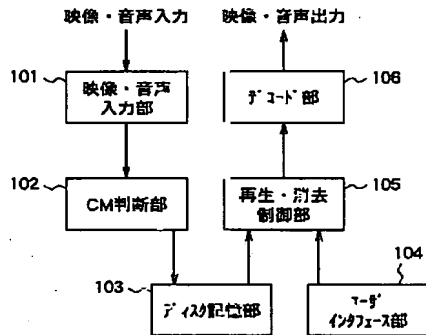 映像・音声入力
映像・音声出力
101
映像・音声
入力部
106
デコード部
102
CM判断部
再生・消去
制御部
105
104
103
ディスク記憶部
ユーザ
インタフェース部